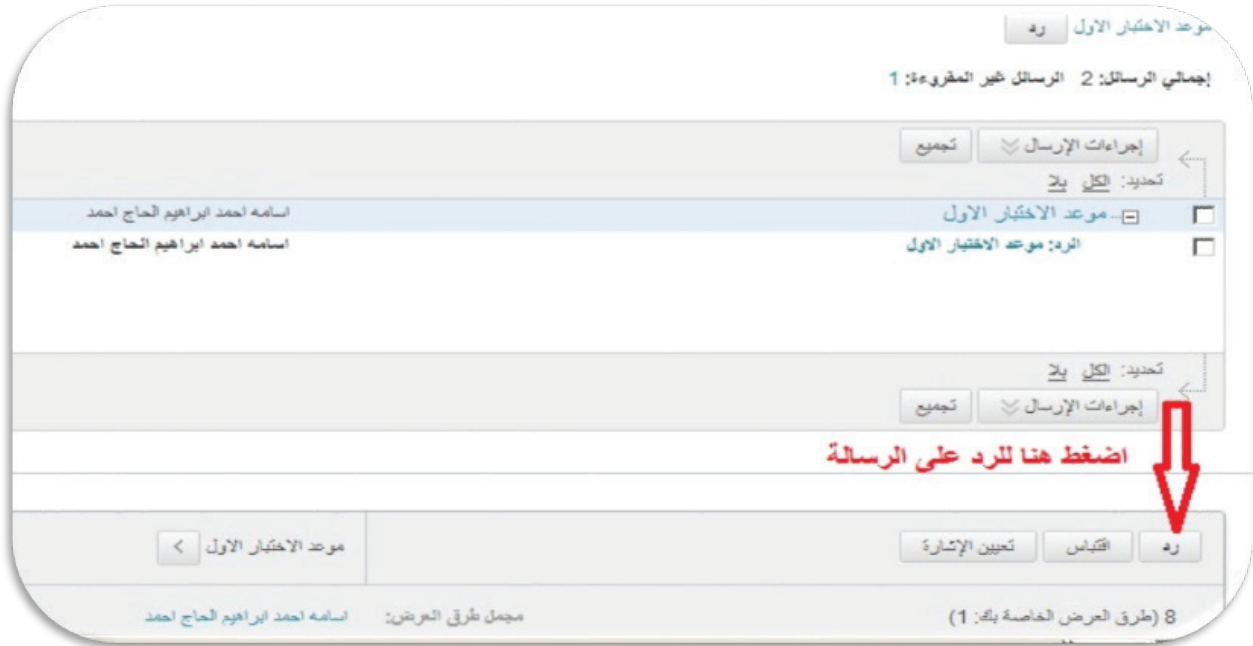 موعد الاختبار الاول رد
إجمالي الرسائل: 2 الرسائل غير المقروءة: 1
إجراءات الإرسال تجميع
تحديد: الكل بلا
موعد الاختبار الاول اسامه احمد ابراهيم الحاج احمد
الرد: موعد الاختبار الاول اسامه احمد ابراهيم الحاج احمد
تحديد: الكل بلا
إجراءات الإرسال تجميع
اضغط هنا للرد على الرسالة
رد اقتباس تعيين الإشارة موعد الاختبار الاول >
8 (طرق العرض الخاصة بك: 1) مجمل طرق العرض: اسامه احمد ابراهيم الحاج احمد